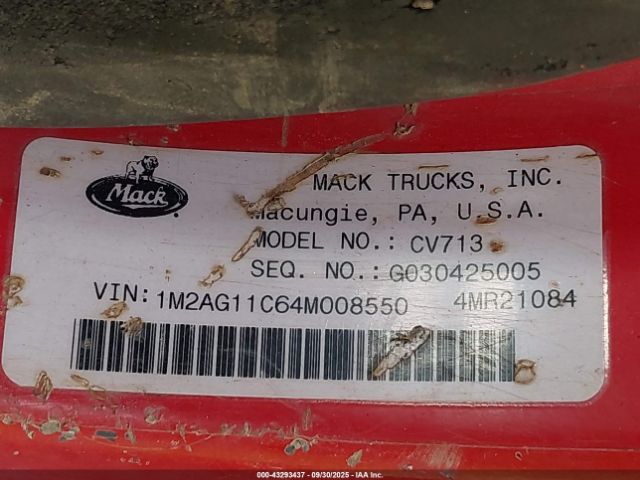 Mack
MACK TRUCKS, INC.
Macungie, PA, U.S.A.
MODEL NO.: CV713
SEQ. NO.: G030425005
VIN: 1M2AG11C64M008550 4MR21084
000-43293437 - 09/30/2025 - IAA Inc.